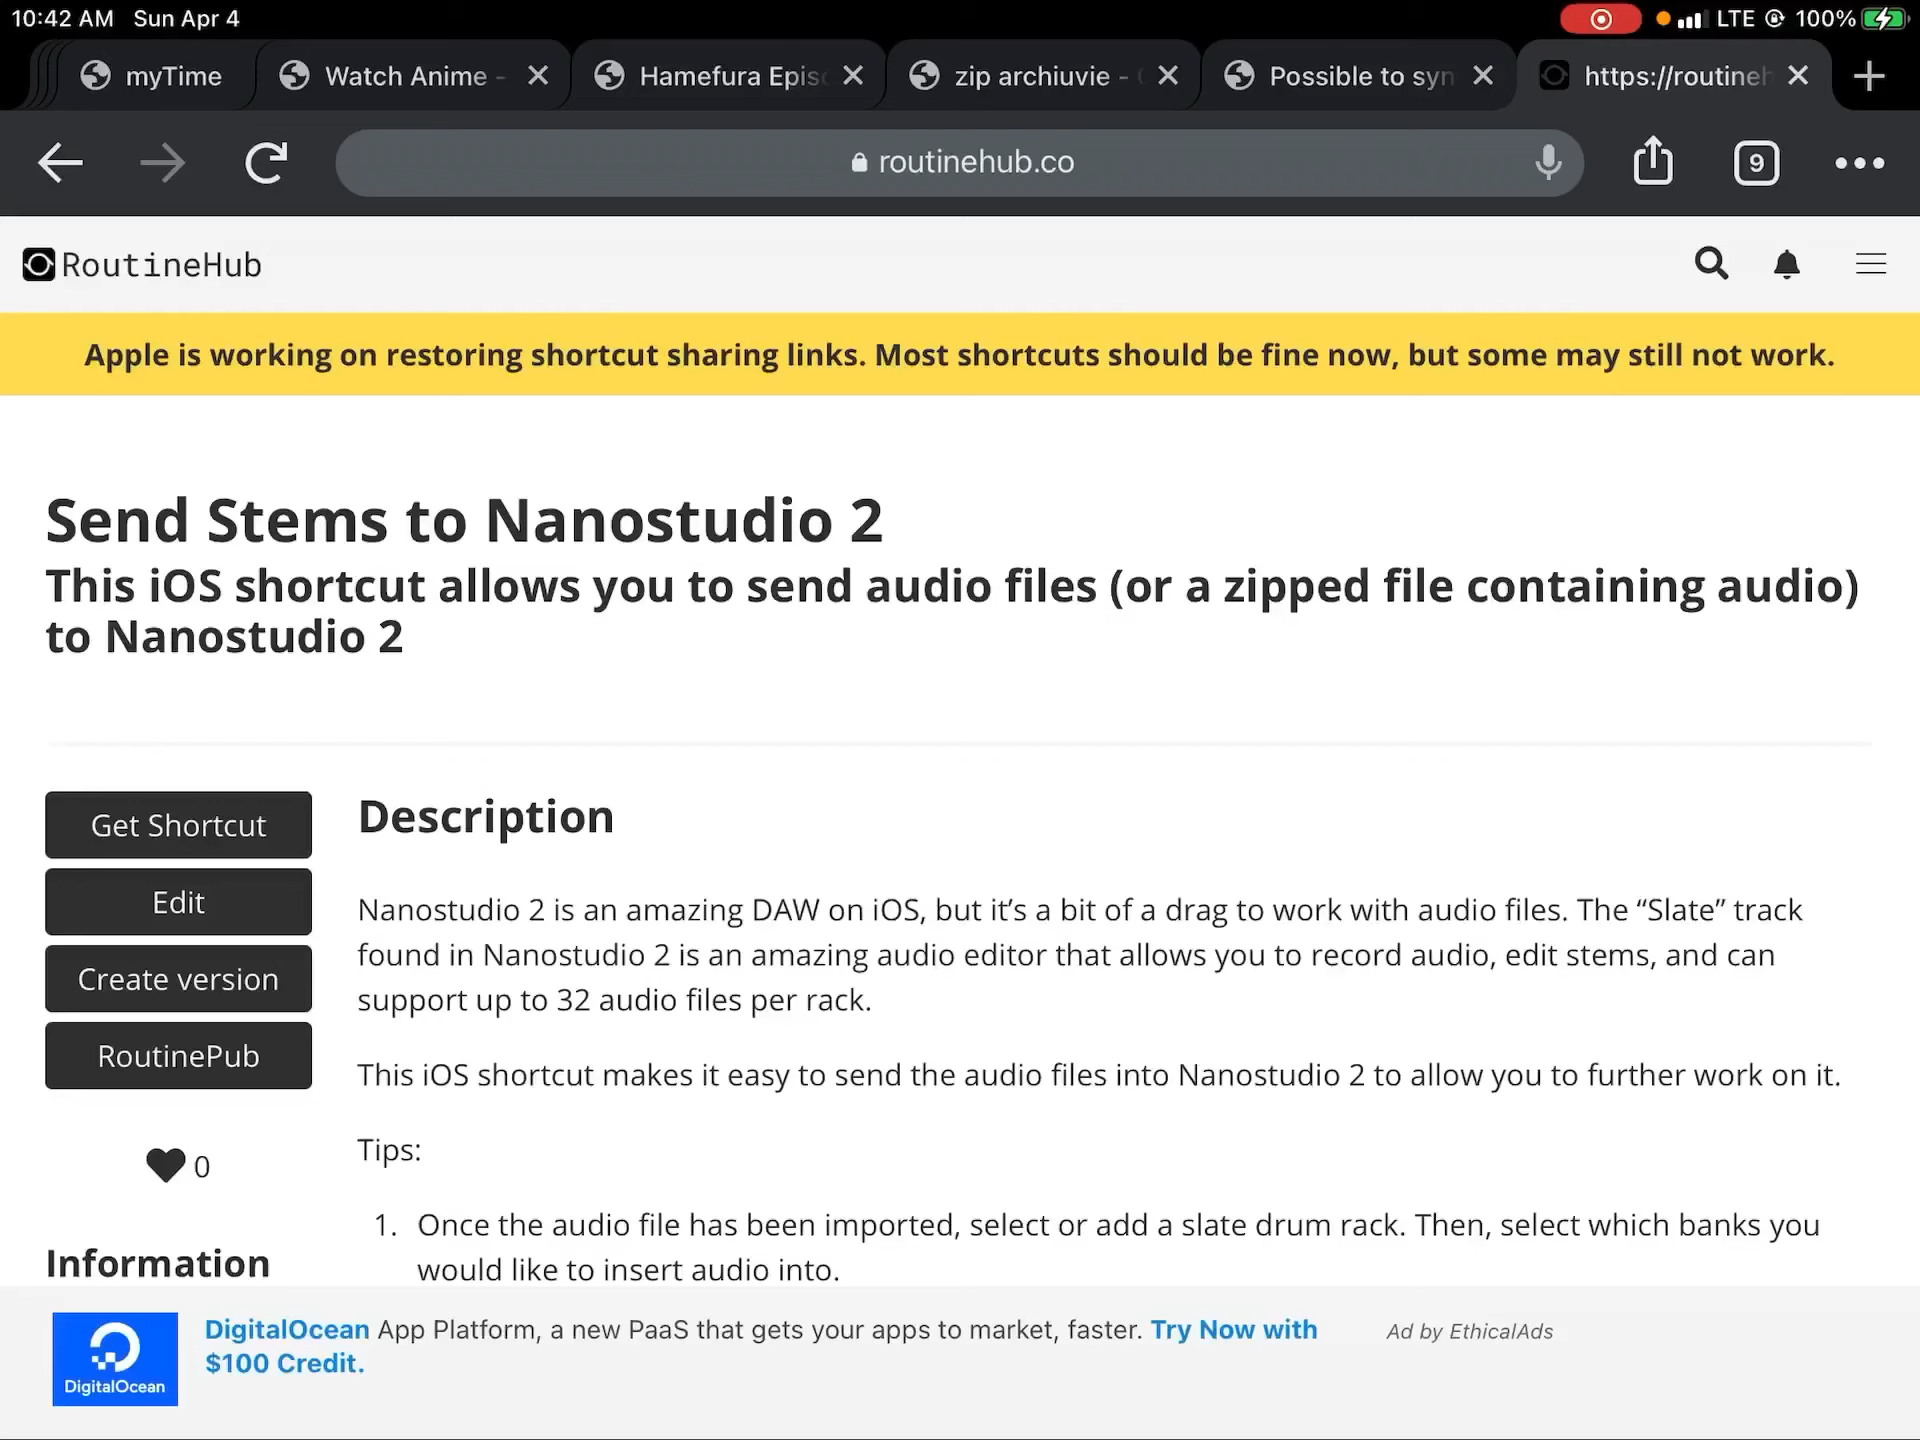 10:42 AM Sun Apr 4
LTE 100%
myTime
Watch Anime -
Hamefura Epis
zip archiuvie -
Possible to syn
https://routineh
routinehub.co
9
RoutineHub
Apple is working on restoring shortcut sharing links. Most shortcuts should be fine now, but some may still not work.
Send Stems to Nanostudio 2
This iOS shortcut allows you to send audio files (or a zipped file containing audio)
to Nanostudio 2
Get Shortcut
Edit
Create version
RoutinePub
0
Information
Description
Nanostudio 2 is an amazing DAW on iOS, but it’s a bit of a drag to work with audio files. The “Slate” track
found in Nanostudio 2 is an amazing audio editor that allows you to record audio, edit stems, and can
support up to 32 audio files per rack.
This iOS shortcut makes it easy to send the audio files into Nanostudio 2 to allow you to further work on it.
Tips:
1. Once the audio file has been imported, select or add a slate drum rack. Then, select which banks you
would like to insert audio into.
DigitalOcean
DigitalOcean App Platform, a new PaaS that gets your apps to market, faster. Try Now with
$100 Credit.
Ad by EthicalAds